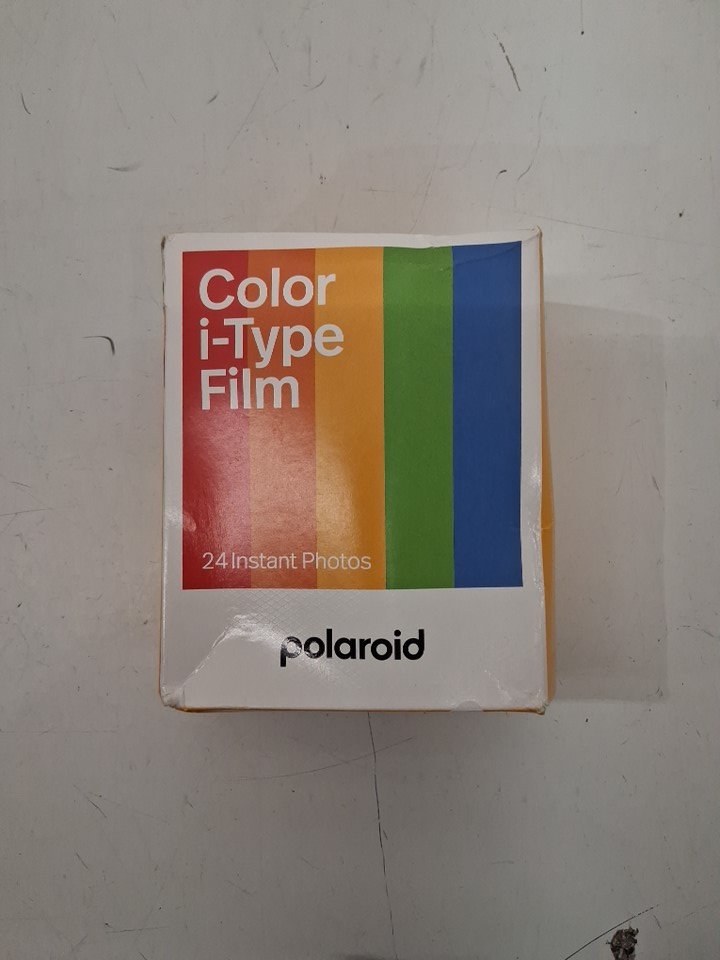 Color
i-Type
Film
24 Instant Photos
polaroid